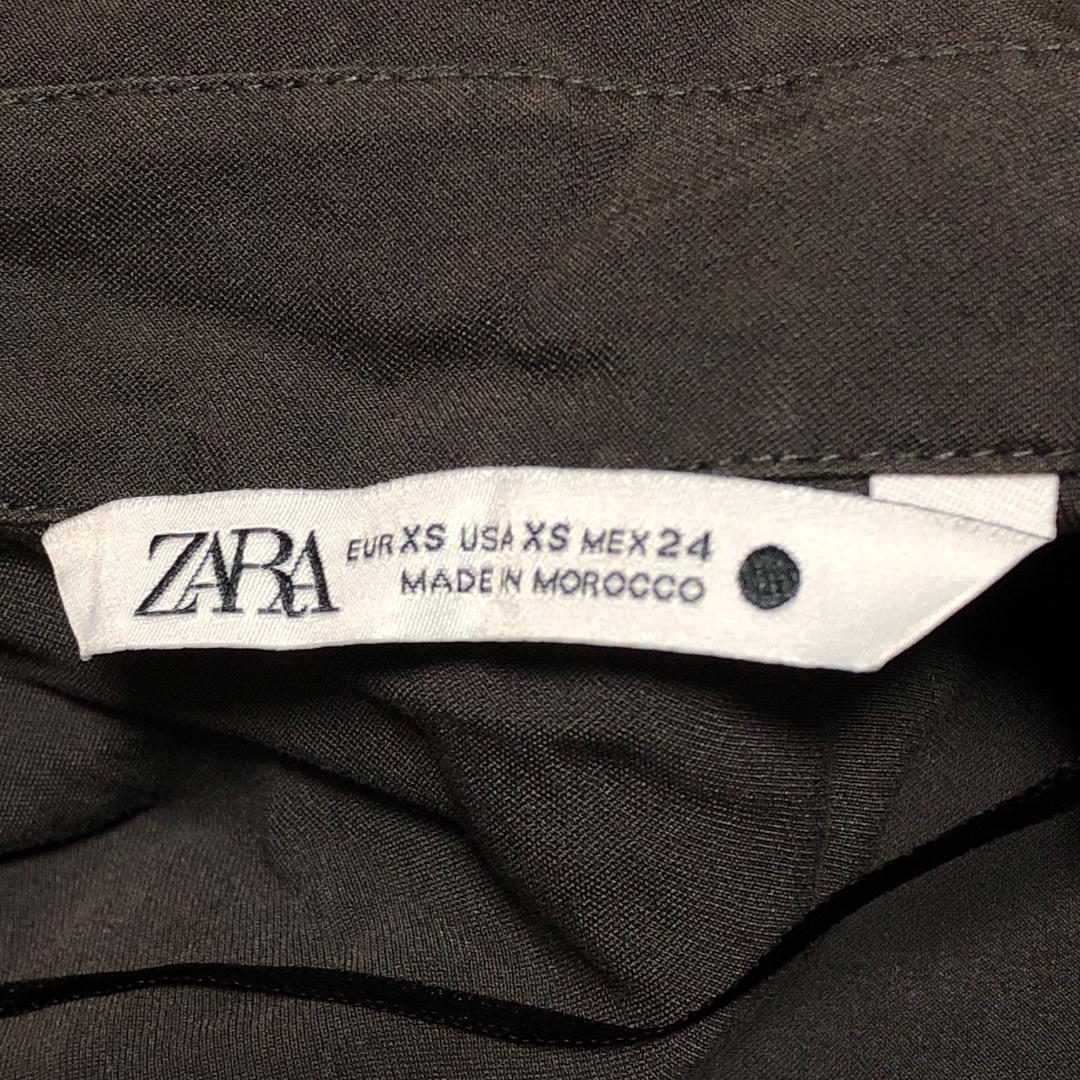 ZARA
EUR XS USA XS MEX 24
MADE IN MOROCCO